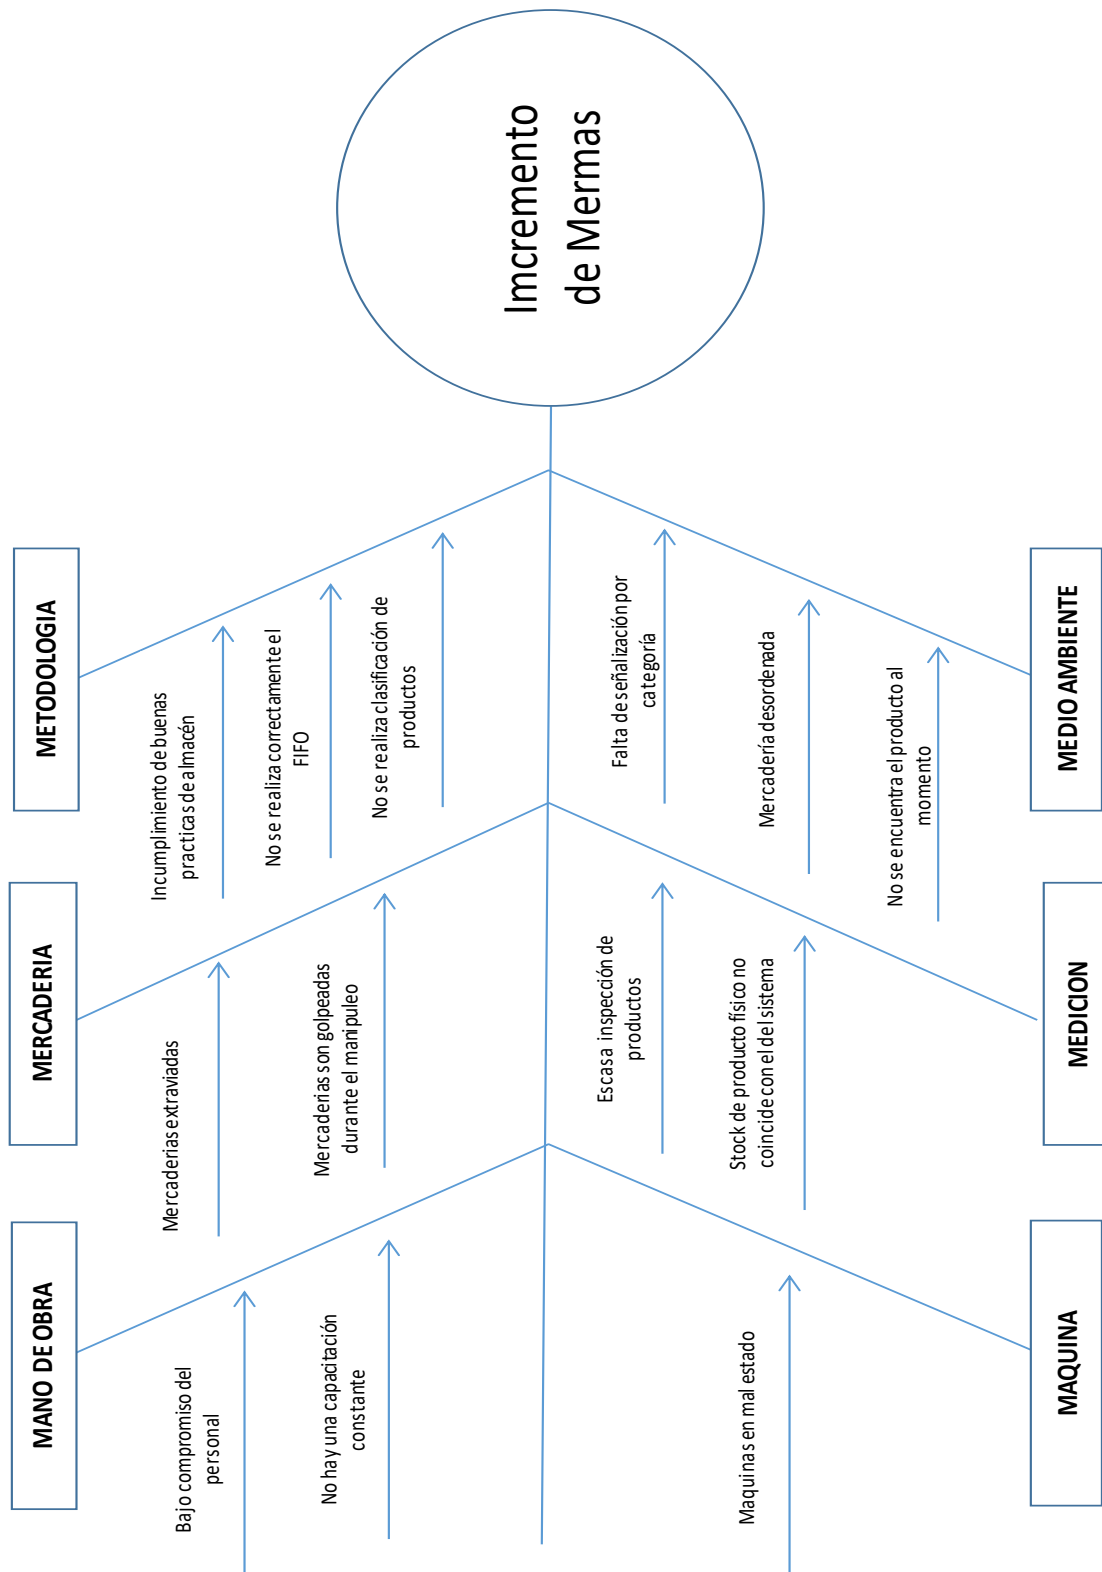 MANO DE OBRA
MERCADERIA
METODOLOGIA
Bajo compromiso del
personal
No hay una capacitación
constante
Mercaderias extraviadas
Mercaderias son golpeadas
durante el manipuleo
Incumplimiento de buenas
practicas de almacén
No se realiza correctamente el
FIFO
No se realiza clasificación de
productos
Imcremento
de Mermas
Maquinas en mal estado
Escasa inspección de
productos
Stock de producto físico no
coincide con el del sistema
Falta de señalización por
categoría
Mercadería desordenada
No se encuentra el producto al
momento
MAQUINA
MEDICION
MEDIO AMBIENTE